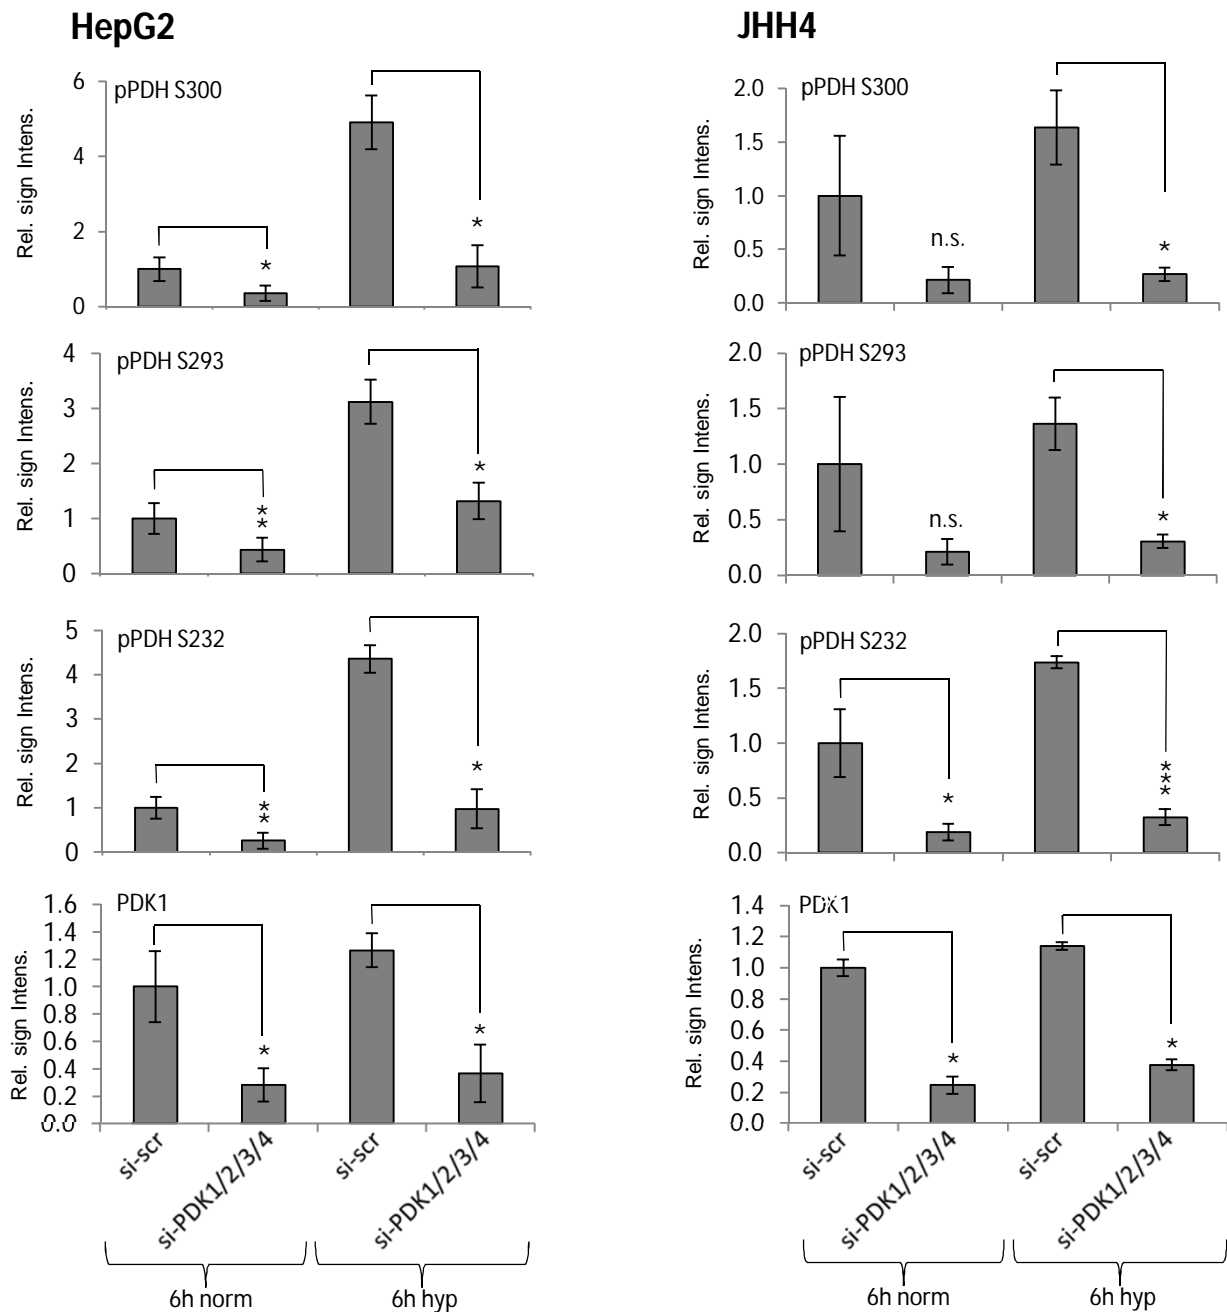 HepG2
pPDH S300
Rel. sign Intens.
6
4
2
0
*
*
pPDH S293
Rel. sign Intens.
4
3
2
1
0
**
*
pPDH S232
Rel. sign Intens.
5
4
3
2
1
0
**
*
PDK1
Rel. sign Intens.
1.6
1.4
1.2
1.0
0.8
0.6
0.4
0.2
0.0
*
*
si-scr
si-PDK1/2/3/4
si-scr
si-PDK1/2/3/4
6h norm
6h hyp
JHH4
pPDH S300
Rel. sign Intens.
2.0
1.5
1.0
0.5
0.0
n.s.
*
pPDH S293
Rel. sign Intens.
2.0
1.5
1.0
0.5
0.0
n.s.
*
pPDH S232
Rel. sign Intens.
2.0
1.5
1.0
0.5
0.0
*
***
PDK1
Rel. sign Intens.
1.4
1.2
1.0
0.8
0.6
0.4
0.2
0.0
*
*
si-scr
si-PDK1/2/3/4
si-scr
si-PDK1/2/3/4
6h norm
6h hyp